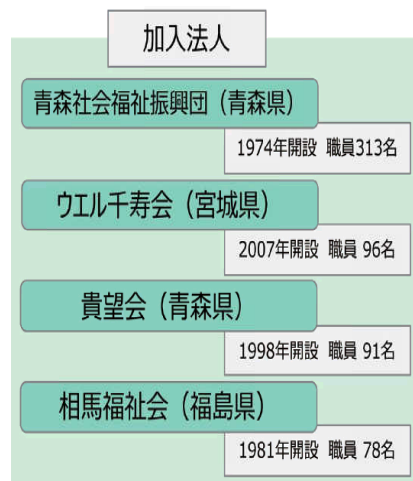 加入法人
青森社会福祉振興団（青森県）
1974年開設 職員313名
ウエル千寿会（宮城県）
2007年開設 職員 96名
貴望会（青森県）
1998年開設 職員 91名
相馬福祉会（福島県）
1981年開設 職員 78名